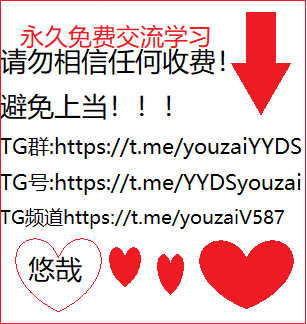 永久免费交流学习
请勿相信任何收费！
避免上当！！！
TG群:https://t.me/youzaiYYDS
TG号:https://t.me/YYDSyouzai
TG频道https://t.me/youzaiV587
悠哉